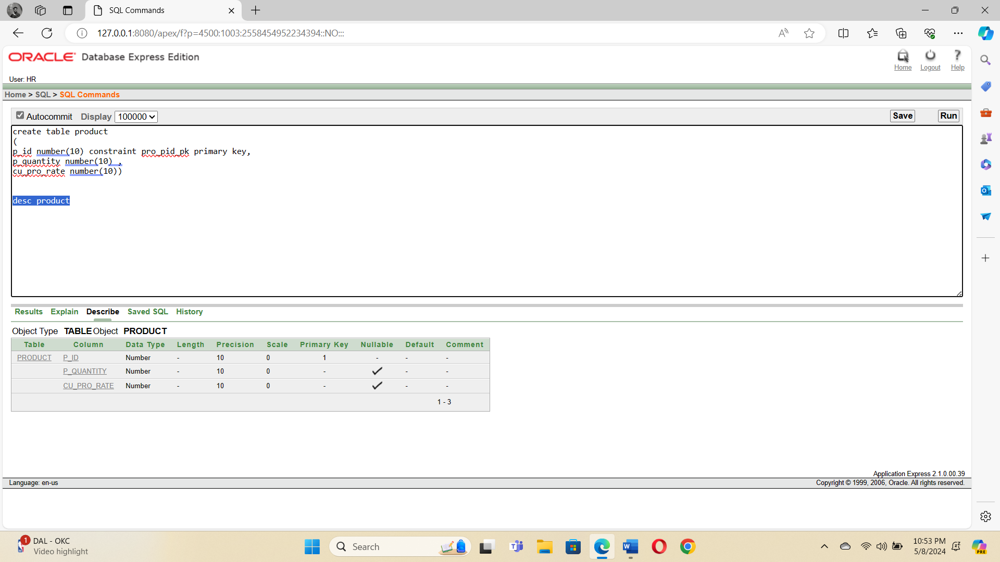 SQL Commands
127.0.0.1:8080/apex/f?p=4500:1003:2558454952234394::NO:::
ORACLE Database Express Edition
Home Logout Help
User: HR
Home > SQL > SQL Commands
Autocommit Display 100000 Save Run
create table product
(
p_id number(10) constraint pro_pid_pk primary key,
p_quantity number(10) ,
cu_pro_rate number(10))
desc product
Results Explain Describe Saved SQL History
Object Type TABLE Object PRODUCT
Table Column Data Type Length Precision Scale Primary Key Nullable Default Comment
PRODUCT P_ID Number - 10 0 1 - - -
P_QUANTITY Number - 10 0 - - -
CU_PRO_RATE Number - 10 0 - - -
1 - 3
Application Express 2.1.0.00.39
Language: en-us Copyright © 1999, 2006, Oracle. All rights reserved.
1 DAL - OKC
Video highlight
Search
10:53 PM
5/8/2024
PRE